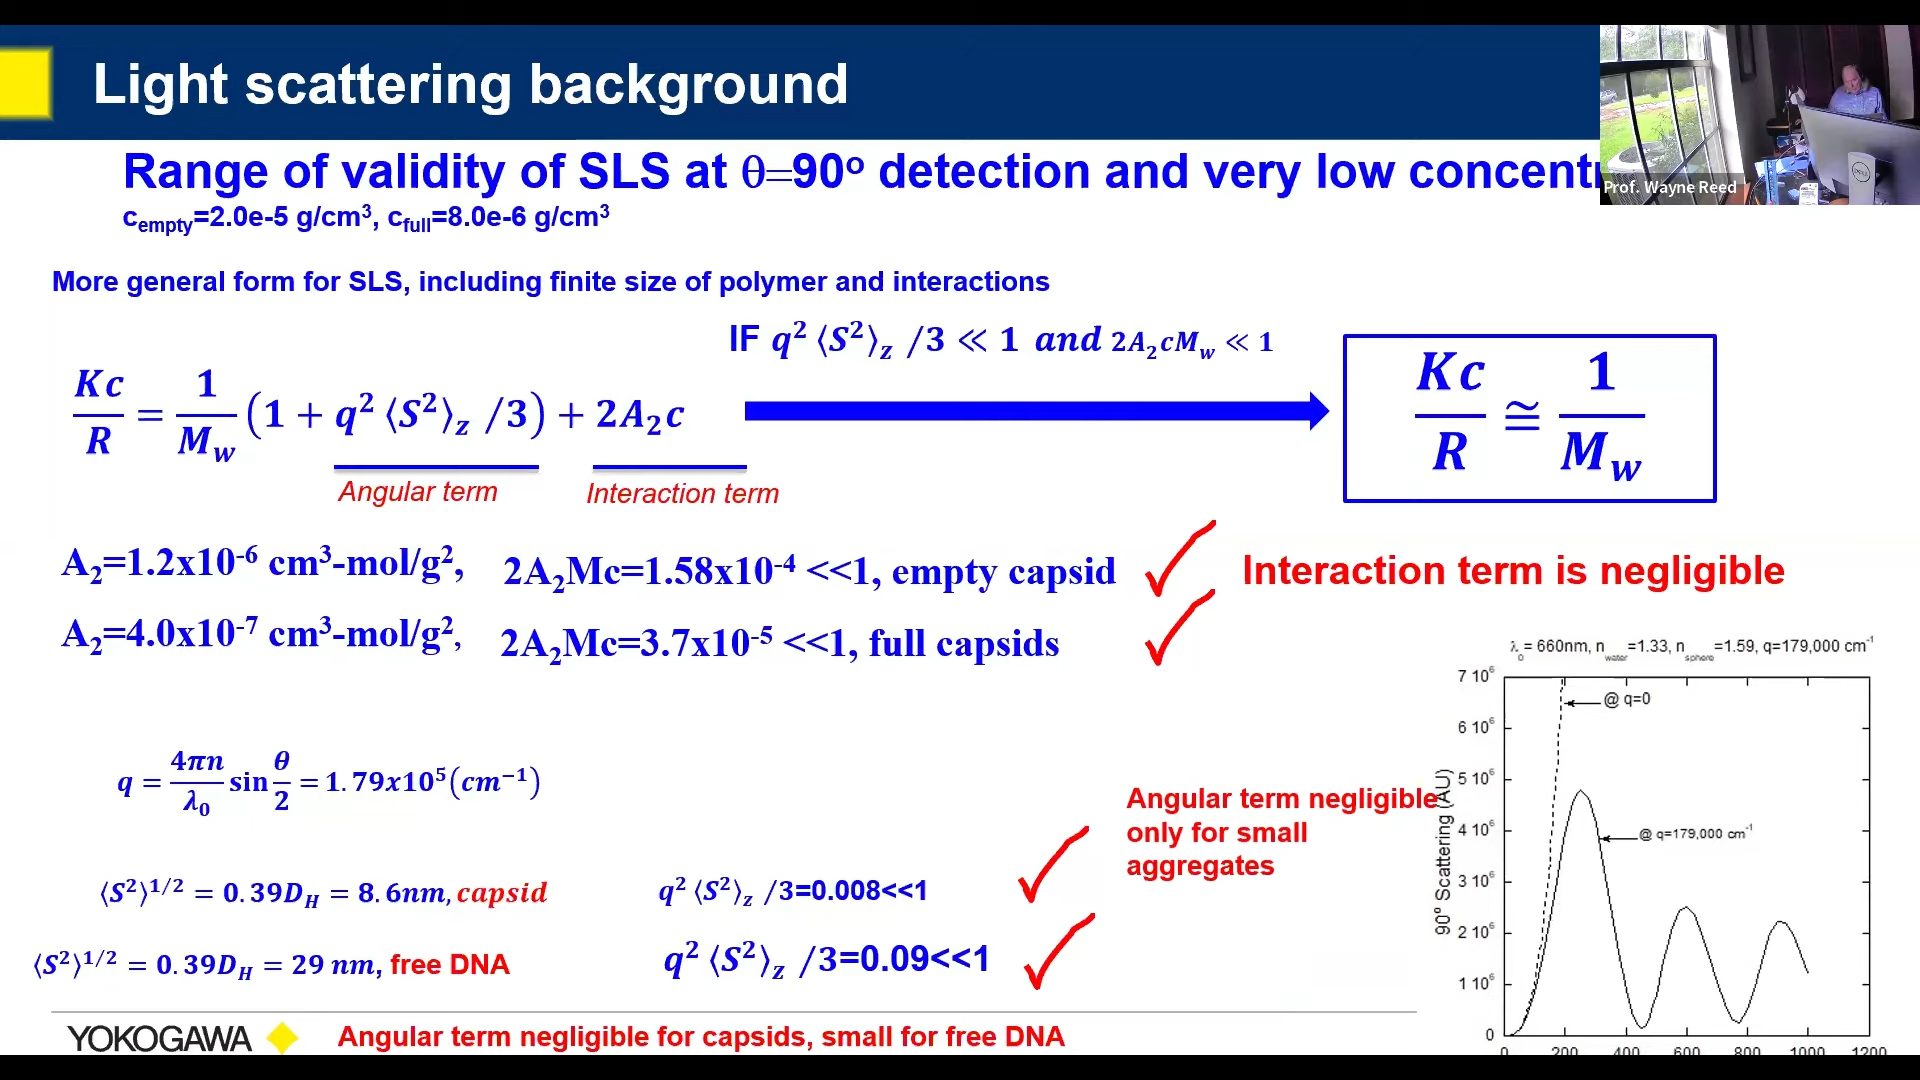 Light scattering background
Prof. Wayne Reed
Range of validity of SLS at θ=90º detection and very low concent
c_empty=2.0e-5 g/cm³, c_full=8.0e-6 g/cm³
More general form for SLS, including finite size of polymer and interactions
IF q² ⟨S²⟩_z /3 ≪ 1 and 2A₂cM_w ≪ 1
Kc/R = 1/M_w (1 + q² ⟨S²⟩_z /3) + 2A₂c
Kc/R ≅ 1/M_w
Angular term
Interaction term
A₂=1.2x10⁻⁶ cm³-mol/g², 2A₂Mc=1.58x10⁻⁴ <<1, empty capsid
Interaction term is negligible
A₂=4.0x10⁻⁷ cm³-mol/g², 2A₂Mc=3.7x10⁻⁵ <<1, full capsids
q = 4πn/λ₀ sin θ/2 = 1.79x10⁵(cm⁻¹)
Angular term negligible
only for small
aggregates
⟨S²⟩^1/2 = 0.39D_H = 8.6nm, capsid
q² ⟨S²⟩_z /3=0.008<<1
⟨S²⟩^1/2 = 0.39D_H = 29 nm, free DNA
q² ⟨S²⟩_z /3=0.09<<1
λ₀ = 660nm, n_water=1.33, n_sphere=1.59, q=179,000 cm⁻¹
7 10⁶
6 10⁶
5 10⁶
4 10⁶
3 10⁶
2 10⁶
1 10⁶
0
90º Scattering (AU)
@ q=0
@ q=179,000 cm⁻¹
0 200 400 600 800 1000 1200
YOKOGAWA
Angular term negligible for capsids, small for free DNA